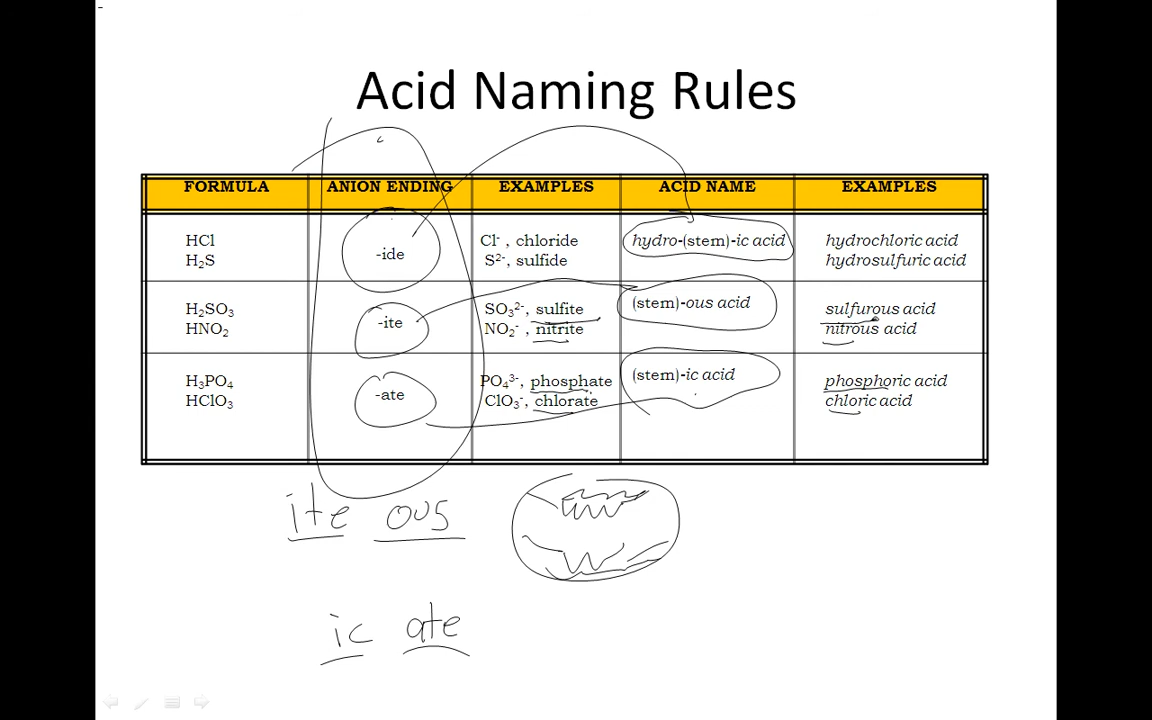 Acid Naming Rules
FORMULA ANION ENDING EXAMPLES ACID NAME EXAMPLES
HCl -ide Cl⁻ , chloride hydro-(stem)-ic acid hydrochloric acid
H₂S S²⁻, sulfide hydrosulfuric acid
H₂SO₃ -ite SO₃²⁻, sulfite (stem)-ous acid sulfurous acid
HNO₂ NO₂⁻ , nitrite nitrous acid
H₃PO₄ -ate PO₄³⁻, phosphate (stem)-ic acid phosphoric acid
HClO₃ ClO₃⁻, chlorate chloric acid
ite ous
ic ate